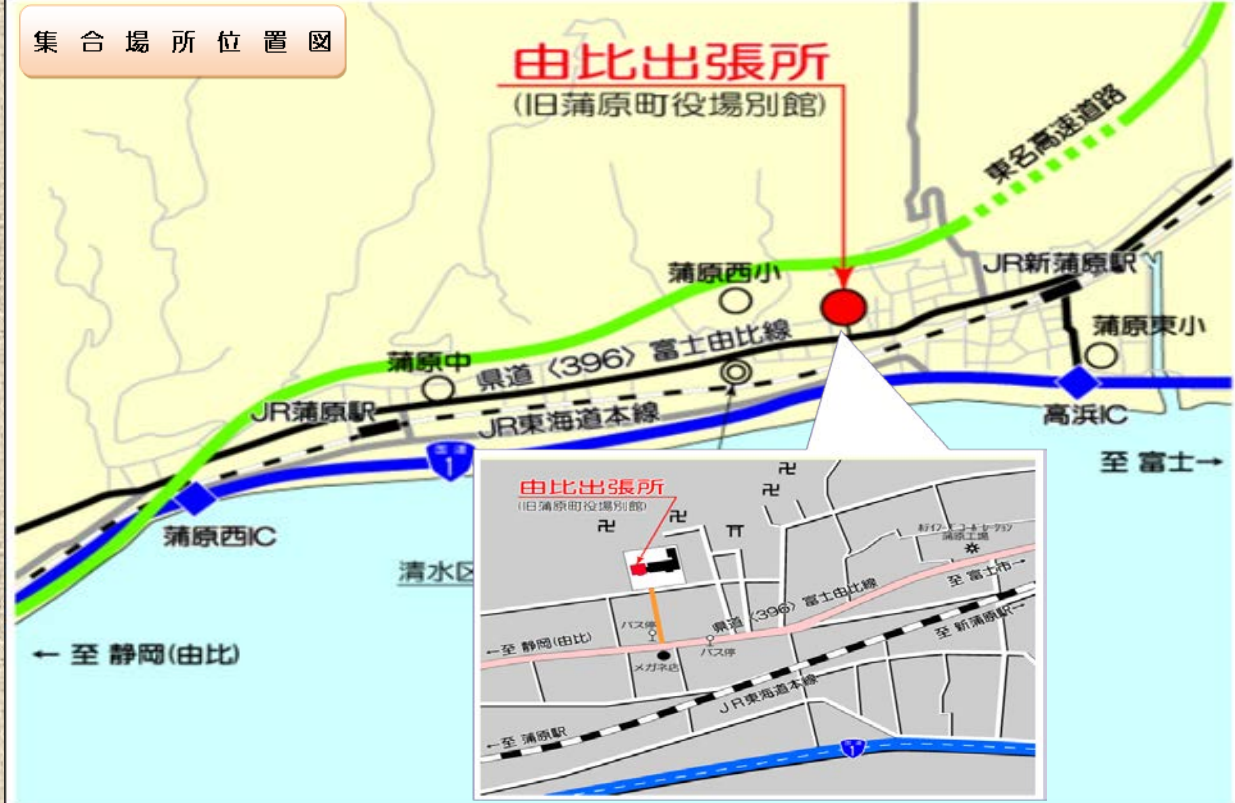 集合場所位置図
由比出張所
(旧蒲原町役場別館)
東名高速道路
JR新蒲原駅
蒲原西小
蒲原東小
蒲原中
県道〈396〉富士由比線
JR蒲原駅
JR東海道本線
高浜IC
国道
1
至 富士→
蒲原西IC
清水区
← 至 静岡(由比)
由比出張所
(旧蒲原町役場別館)
蒲原工場
至 富士市→
県道〈396〉富士由比線
バス停
至 新蒲原駅→
←至 静岡(由比)
バス停
メガネ店
JR東海道本線
←至 蒲原駅
国道
1